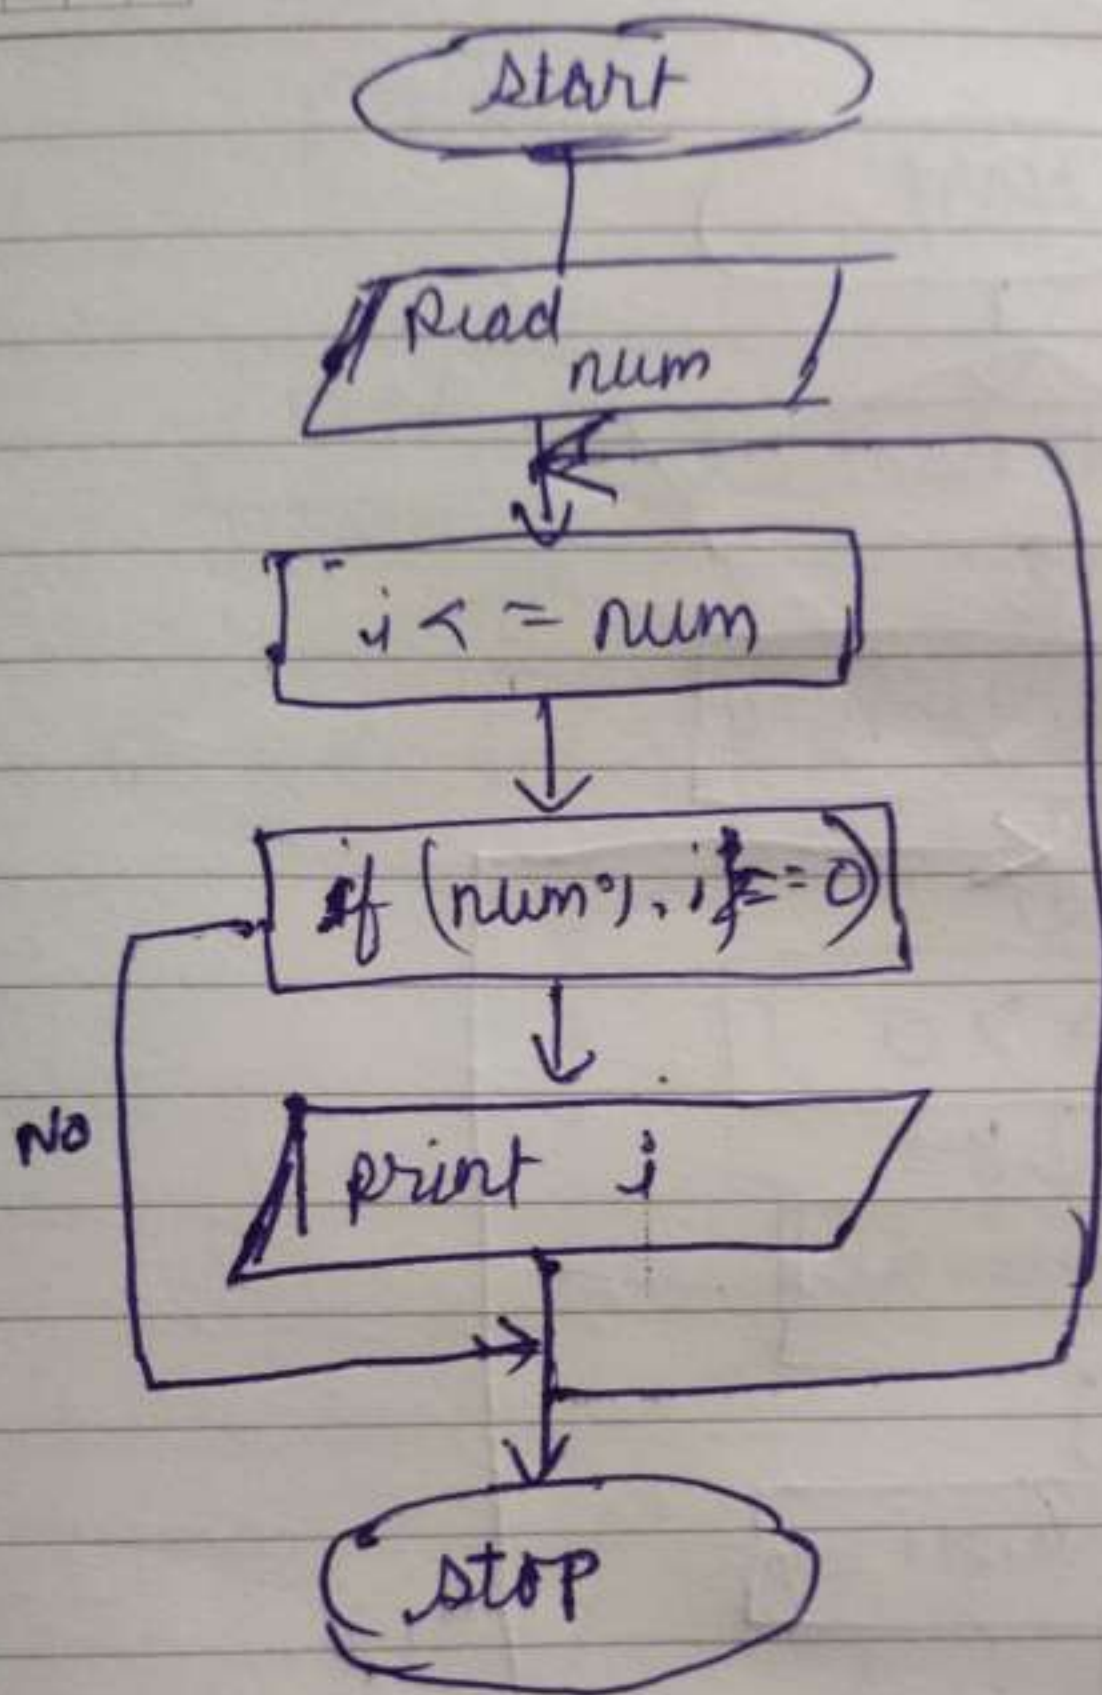 start
Read
num
i < = num
if (num % i == 0)
No
print i
stop